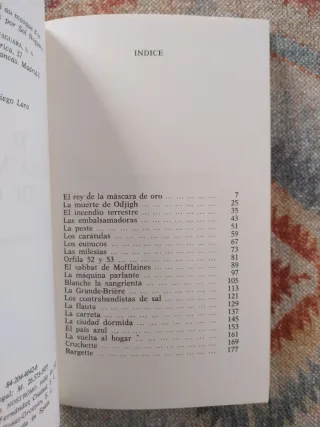 INDICE
El rey de la máscara de oro ... ... ... ... ... 7
La muerte de Odjigh ... ... ... ... ... ... 25
El incendio terrestre ... ... ... ... ... ... 35
Las embalsamadoras ... ... ... ... ... ... 43
La peste ... ... ... ... ... ... ... ... 51
Los carátulas ... ... ... ... ... ... ... 59
Los eunucos ... ... ... ... ... ... ... 67
Las milesias ... ... ... ... ... ... ... 73
Orfila 52 y 53 ... ... ... ... ... ... ... 81
El sabbat de Mofflaines ... ... ... ... ... 89
La maquina parlante ... ... ... ... ... ... 97
Blanche la sangrienta ... ... ... ... ... ... 105
La Grande-Brière ... ... ... ... ... ... 113
Los contrabandistas de sal ... ... ... ... ... 121
La flauta ... ... ... ... ... ... ... ... 129
La carreta ... ... ... ... ... ... ... ... 137
La ciudad dormida ... ... ... ... ... ... 145
El país azul ... ... ... ... ... ... ... 153
La vuelta al hogar ... ... ... ... ... ... 161
Cruchette ... ... ... ... ... ... ... ... 169
Bargette ... ... ... ... ... ... ... ... 177